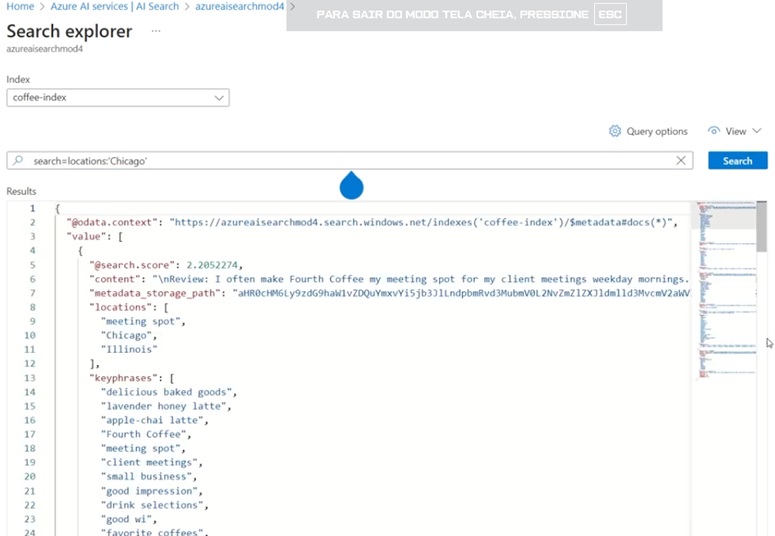 Home > Azure AI services | AI Search > azureaisearchmod4 >
PARA SAIR DO MODO TELA CHEIA, PRESSIONE ESC
Search explorer ...
azureaisearchmod4
Index
coffee-index
Query options
View
search=locations:'Chicago'
Search
Results
1 {
2 "@odata.context": "https://azureaisearchmod4.search.windows.net/indexes('coffee-index')/$metadata#docs(*)",
3 "value": [
4 {
5 "@search.score": 2.2052274,
6 "content": "\nReview: I often make Fourth Coffee my meeting spot for my client meetings weekday mornings.
7 "metadata_storage_path":
8 "locations": [
9 "meeting spot",
10 "Chicago",
11 "Illinois"
12 ],
13 "keyphrases": [
14 "delicious baked goods",
15 "lavender honey latte",
16 "apple-chai latte",
17 "Fourth Coffee",
18 "meeting spot",
19 "client meetings",
20 "small business",
21 "good impression",
22 "drink selections",
23 "good wi",
24 "favorite coffees",